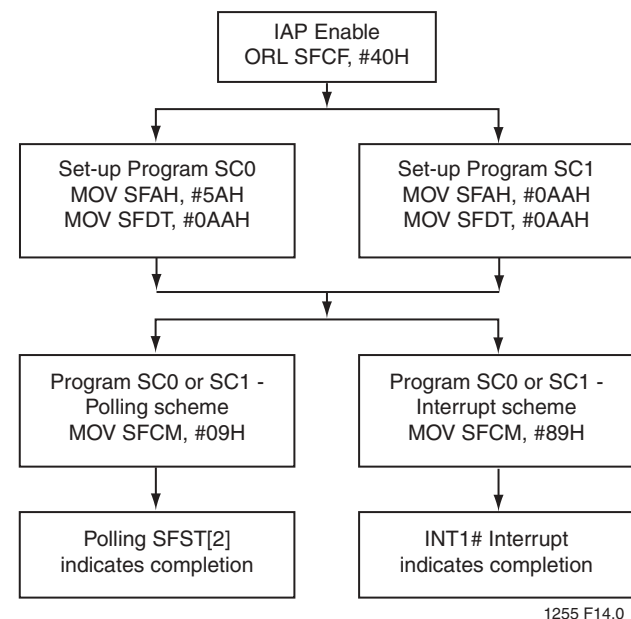 IAP Enable
ORL SFCF, #40H
Set-up Program SC0
MOV SFAH, #5AH
MOV SFDT, #0AAH
Set-up Program SC1
MOV SFAH, #0AAH
MOV SFDT, #0AAH
Program SC0 or SC1 -
Polling scheme
MOV SFCM, #09H
Program SC0 or SC1 -
Interrupt scheme
MOV SFCM, #89H
Polling SFST[2]
indicates completion
INT1# Interrupt
indicates completion
1255 F14.0